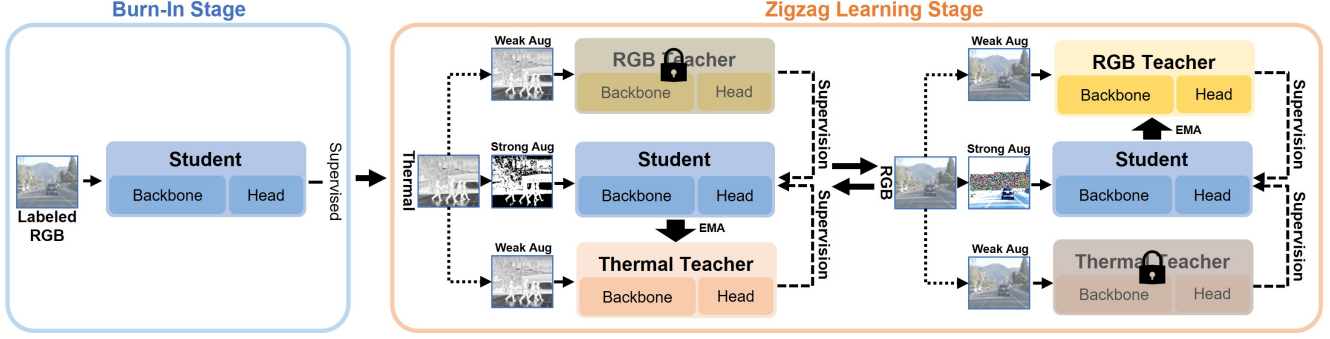 Burn-In Stage
Zigzag Learning Stage
Labeled
RGB
Student
Backbone
Head
Supervised
Thermal
Weak Aug
RGB Teacher
Backbone
Head
Supervision
Strong Aug
Student
Backbone
Head
EMA
Supervision
Weak Aug
Thermal Teacher
Backbone
Head
RGB
Weak Aug
RGB Teacher
Backbone
Head
Supervision
EMA
Strong Aug
Student
Backbone
Head
Supervision
Weak Aug
Thermal Teacher
Backbone
Head